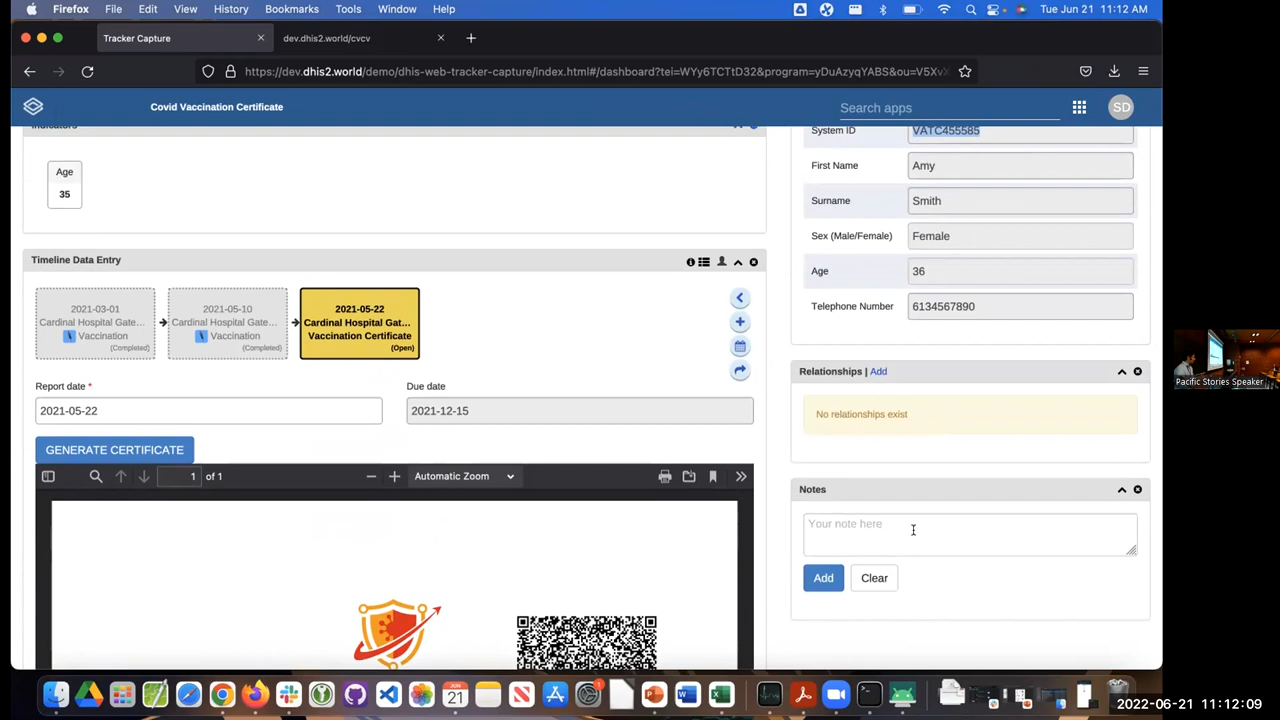 Firefox File Edit View History Bookmarks Tools Window Help Tue Jun 21 11:12 AM
Tracker Capture dev.dhis2.world/cvcv
https://dev.dhis2.world/demo/dhis-web-tracker-capture/index.html#/dashboard?tei=WYy6TCTtD32&program=yDuAzyqYABS&ou=V5XvX
Covid Vaccination Certificate Search apps SD
Indicators
Age
35
Timeline Data Entry
2021-03-01
Cardinal Hospital Gate...
Vaccination
(Completed)
2021-05-10
Cardinal Hospital Gate...
Vaccination
(Completed)
2021-05-22
Cardinal Hospital Gat...
Vaccination Certificate
(Open)
Report date * Due date
2021-05-22 2021-12-15
GENERATE CERTIFICATE
1 of 1 Automatic Zoom
System ID VATC455585
First Name Amy
Surname Smith
Sex (Male/Female) Female
Age 36
Telephone Number 6134567890
Relationships | Add
No relationships exist
Notes
Your note here
Add Clear
Pacific Stories Speaker
JUN
21
1
2022-06-21 11:12:09